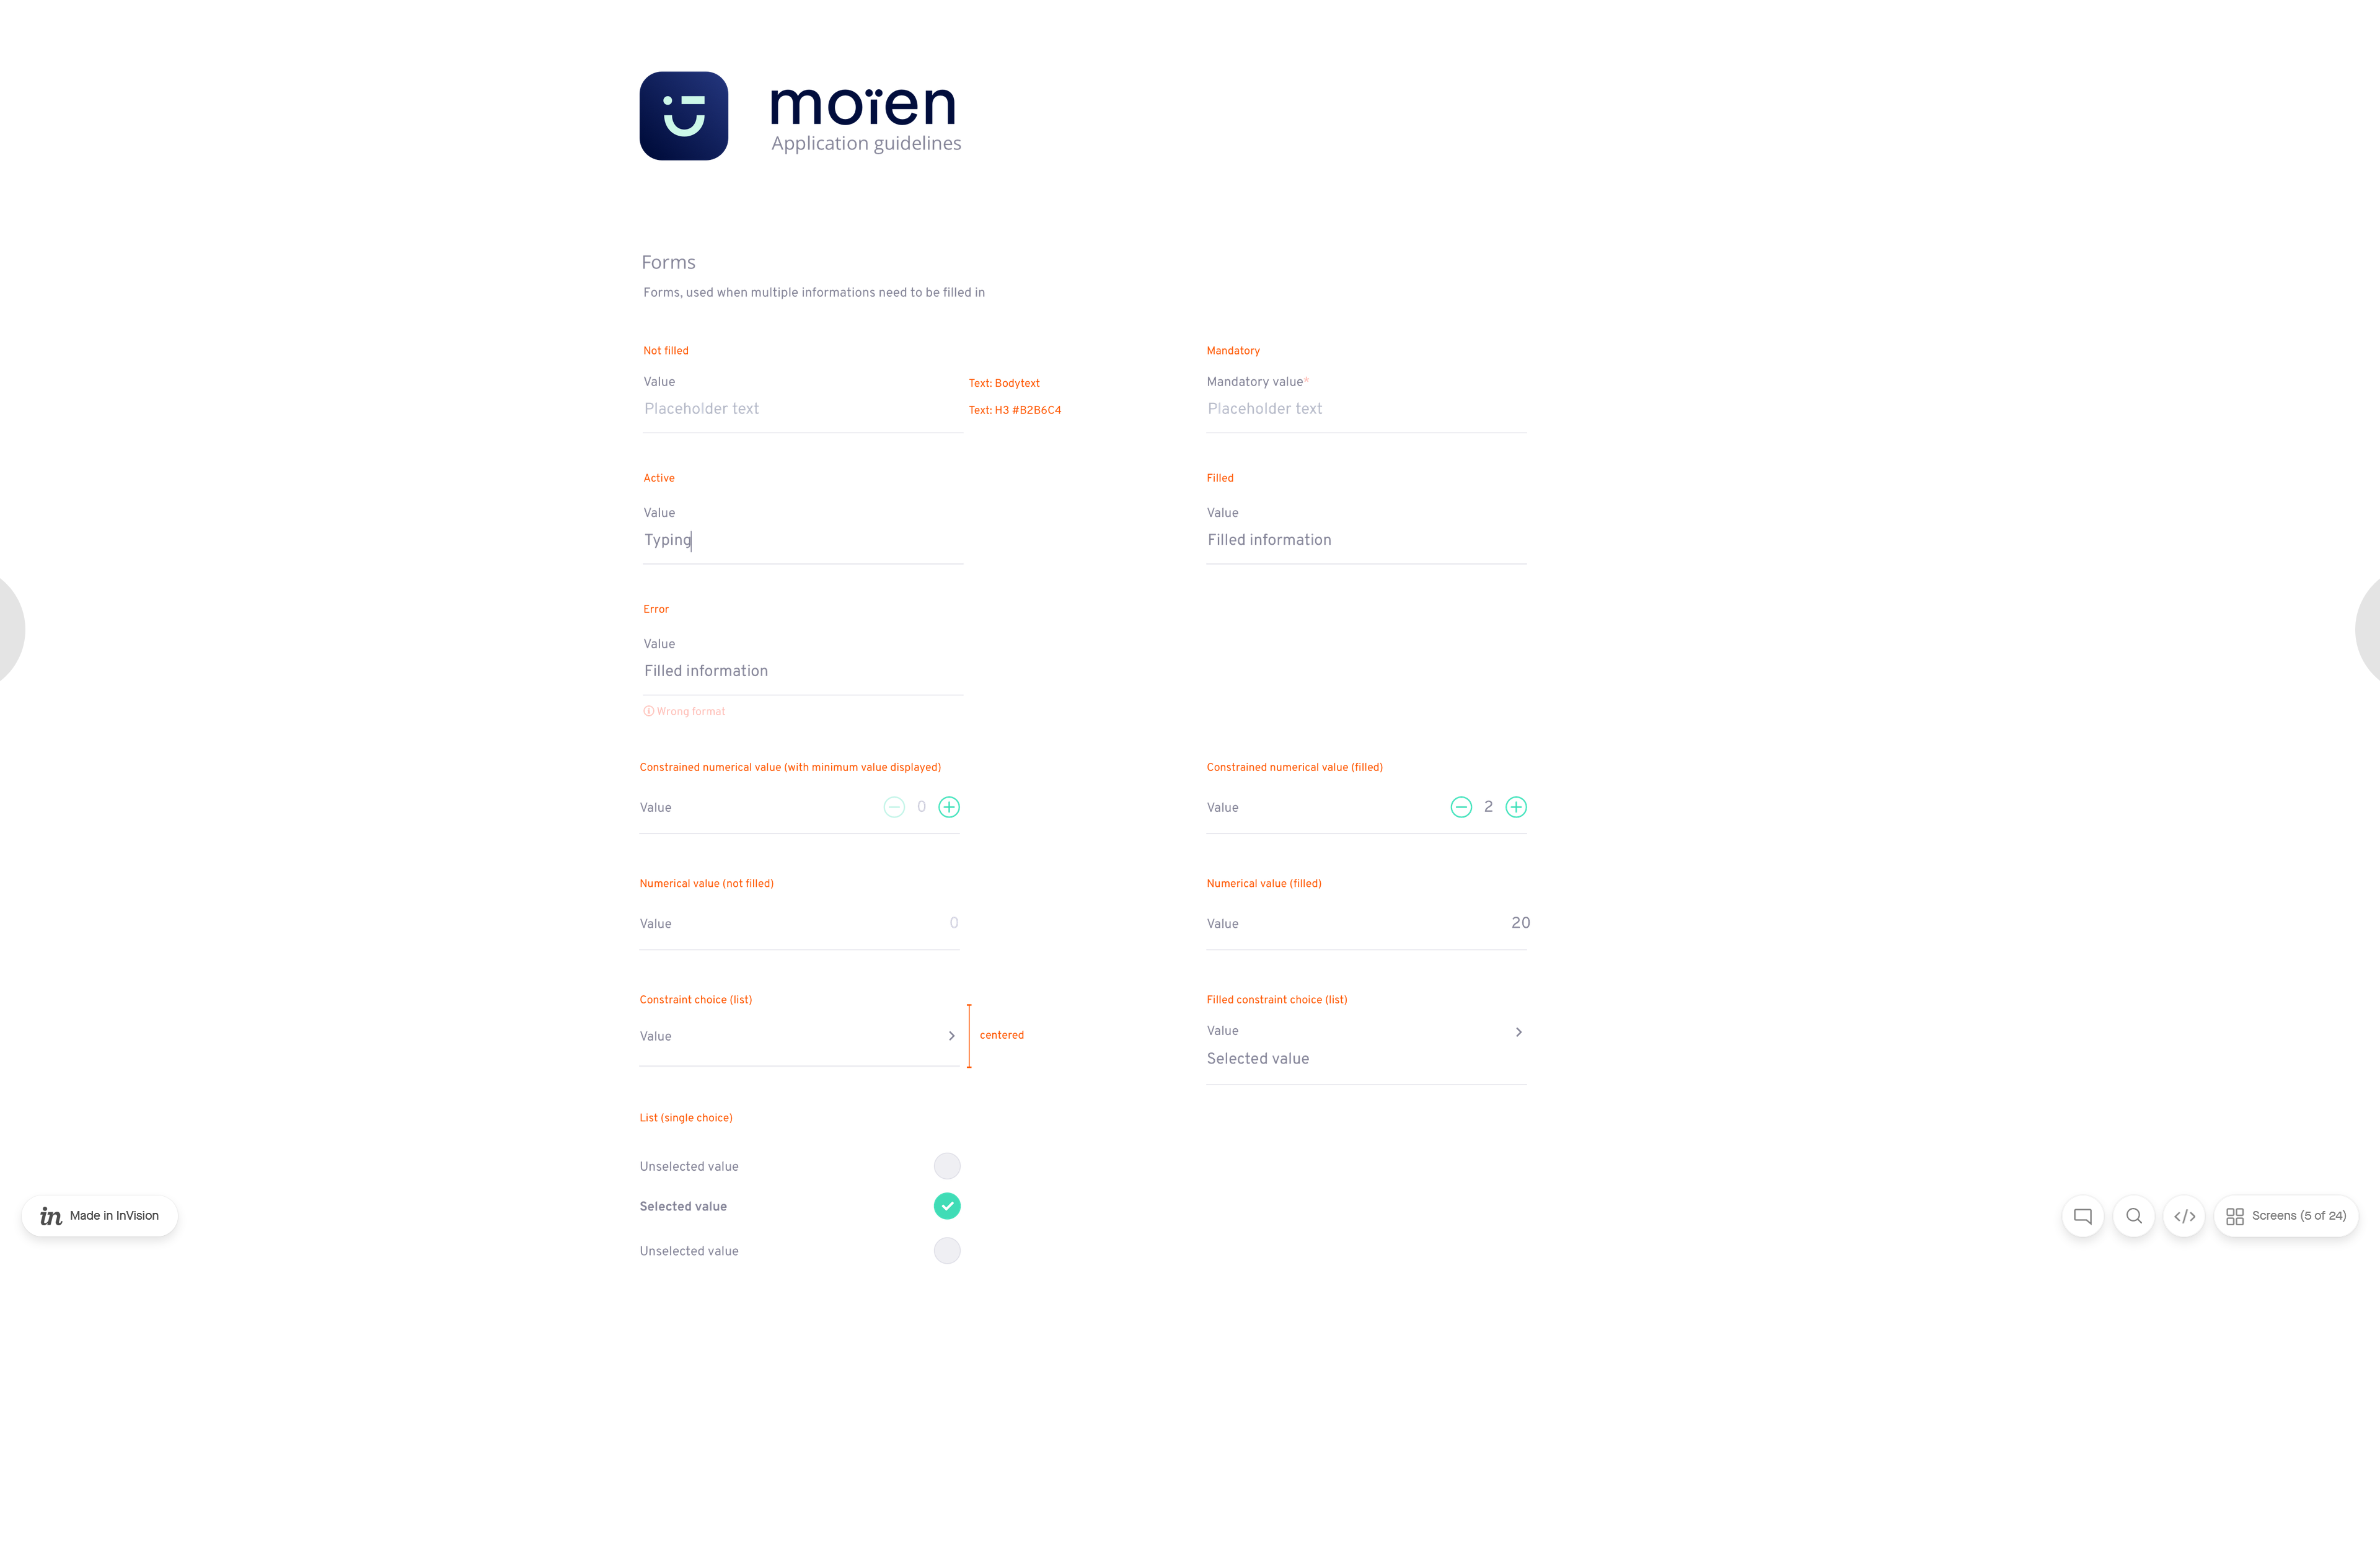 moïen
Application guidelines
Forms
Forms, used when multiple informations need to be filled in
Not filled
Value
Text: Bodytext
Placeholder text
Text: H3 #B2B6C4
Mandatory
Mandatory value*
Placeholder text
Active
Value
Typing
Filled
Value
Filled information
Error
Value
Filled information
Wrong format
Constrained numerical value (with minimum value displayed)
Value 0
Constrained numerical value (filled)
Value 2
Numerical value (not filled)
Value 0
Numerical value (filled)
Value 20
Constraint choice (list)
Value
centered
Filled constraint choice (list)
Value
Selected value
List (single choice)
Unselected value
Selected value
Unselected value
in Made in InVision
Screens (5 of 24)